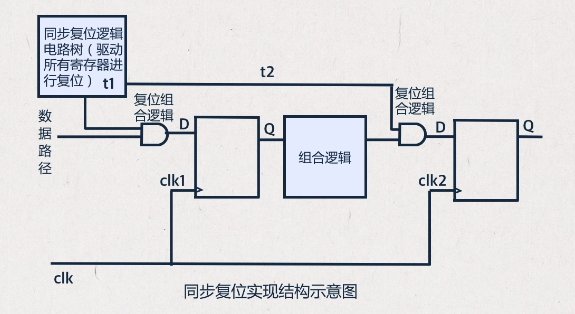 同步复位逻辑
电路树（驱动
所有寄存器进
行复位） t1
t2
复位组
合逻辑
复位组
合逻辑
数
据
路
径
D
Q
组合逻辑
D
Q
clk1
clk2
clk
同步复位实现结构示意图